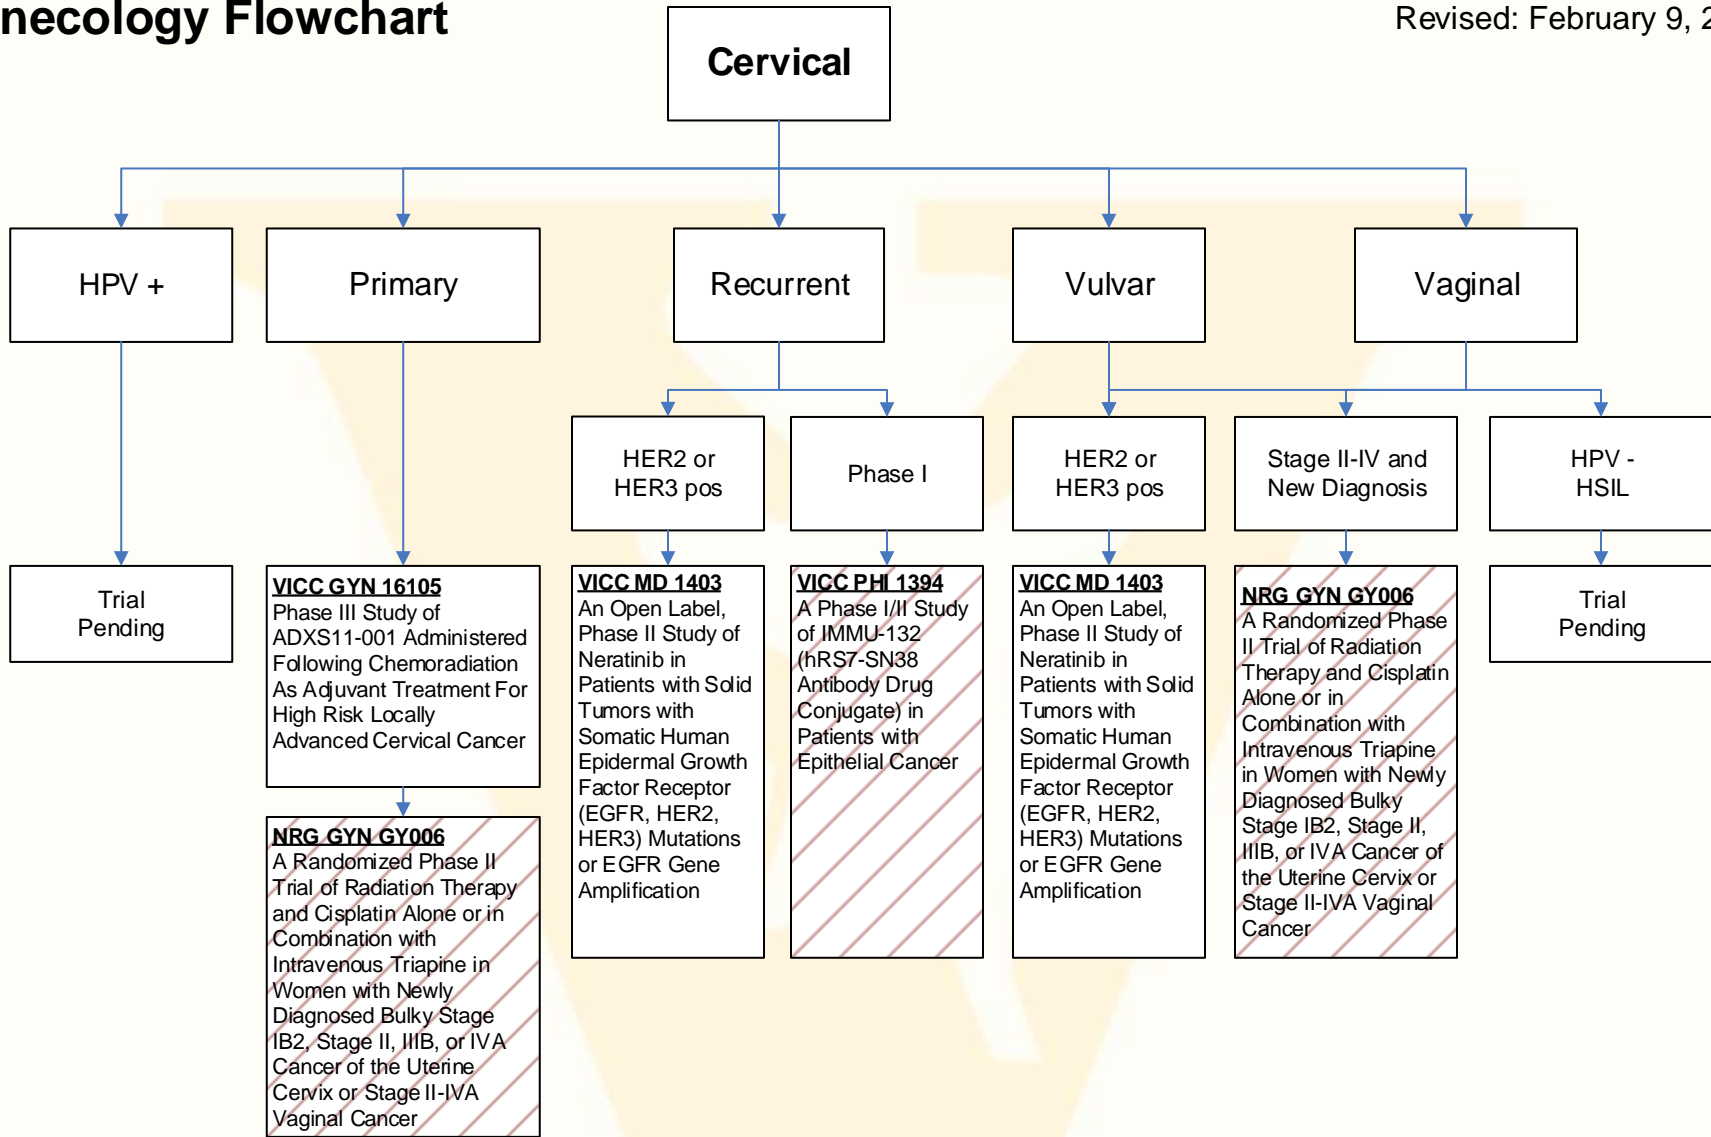 necology Flowchart
Revised: February 9, 2
Cervical
HPV +
Primary
Recurrent
Vulvar
Vaginal
HER2 or
HER3 pos
Phase I
HER2 or
HER3 pos
Stage II-IV and
New Diagnosis
HPV -
HSIL
Trial
Pending
VICC GYN 16105
Phase III Study of
ADXS11-001 Administered
Following Chemoradiation
As Adjuvant Treatment For
High Risk Locally
Advanced Cervical Cancer
NRG GYN GY006
A Randomized Phase II
Trial of Radiation Therapy
and Cisplatin Alone or in
Combination with
Intravenous Triapine in
Women with Newly
Diagnosed Bulky Stage
IB2, Stage II, IIIB, or IVA
Cancer of the Uterine
Cervix or Stage II-IVA
Vaginal Cancer
VICC MD 1403
An Open Label,
Phase II Study of
Neratinib in
Patients with Solid
Tumors with
Somatic Human
Epidermal Growth
Factor Receptor
(EGFR, HER2,
HER3) Mutations
or EGFR Gene
Amplification
VICC PHI 1394
A Phase I/II Study
of IMMU-132
(hRS7-SN38
Antibody Drug
Conjugate) in
Patients with
Epithelial Cancer
VICC MD 1403
An Open Label,
Phase II Study of
Neratinib in
Patients with Solid
Tumors with
Somatic Human
Epidermal Growth
Factor Receptor
(EGFR, HER2,
HER3) Mutations
or EGFR Gene
Amplification
NRG GYN GY006
A Randomized Phase
II Trial of Radiation
Therapy and Cisplatin
Alone or in
Combination with
Intravenous Triapine
in Women with Newly
Diagnosed Bulky
Stage IB2, Stage II,
IIIB, or IVA Cancer of
the Uterine Cervix or
Stage II-IVA Vaginal
Cancer
Trial
Pending